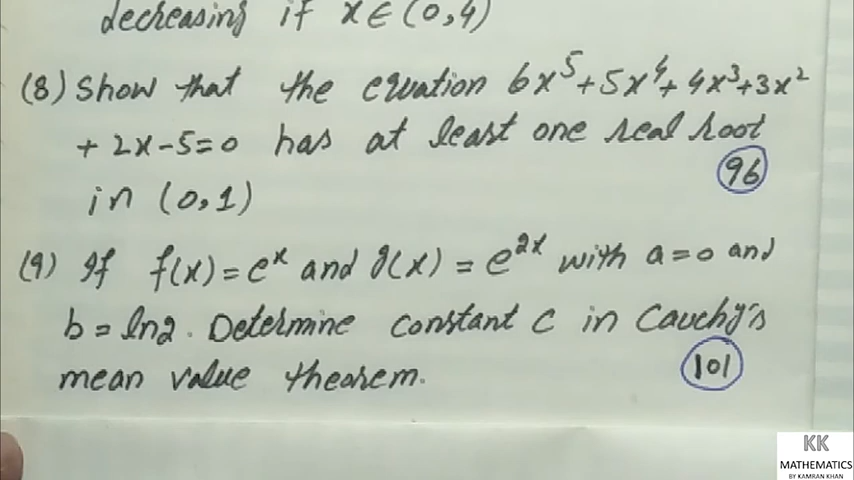 decreasing if x∈(0,4)
(8) Show that the equation 6x⁵+5x⁴+4x³+3x²
+2x-5=0 has at least one real root
in (0,1) 96
(9) If f(x)=eˣ and g(x)=e²ˣ with a=0 and
b=ln2. Determine constant c in Cauchy's
mean value theorem. 101
KK
MATHEMATICS
BY KAMRAN KHAN